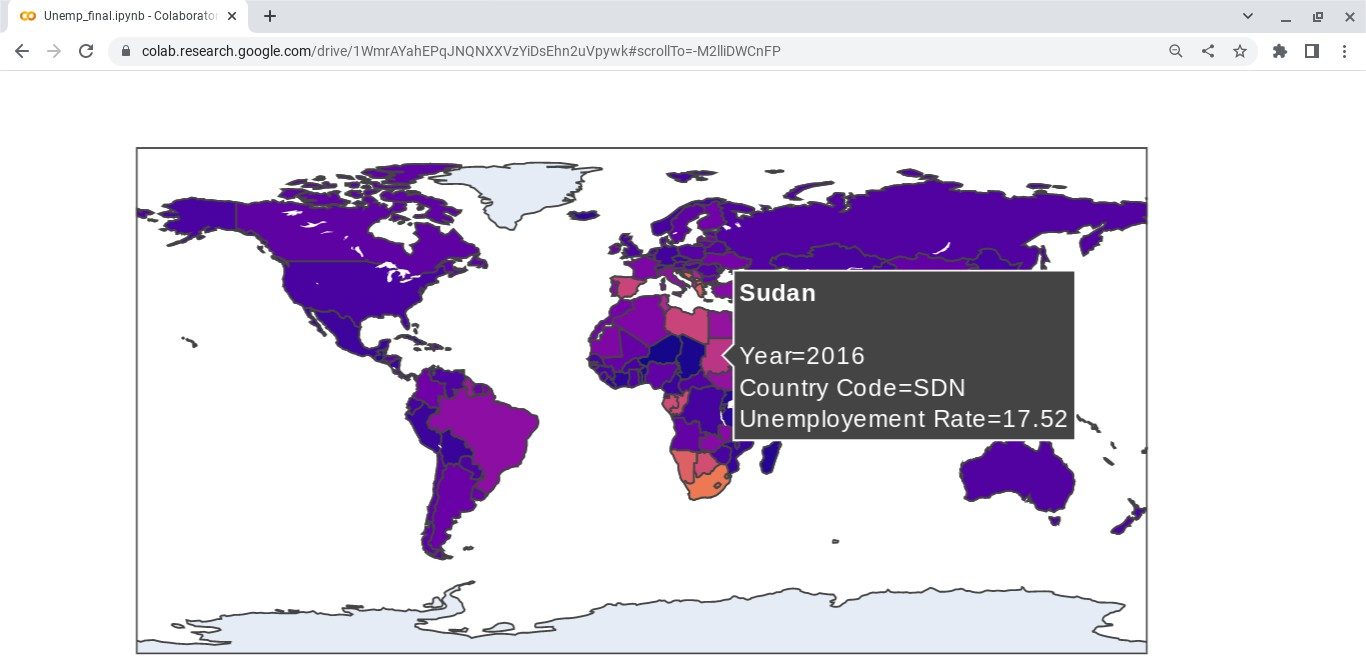 Unemp_final.ipynb - Colaborator
colab.research.google.com/drive/1WmrAYahEPqJNQNXXVzYiDsEhn2uVpywk#scrollTo=-M2lliDWCnFP
Sudan
Year=2016
Country Code=SDN
Unemployement Rate=17.52